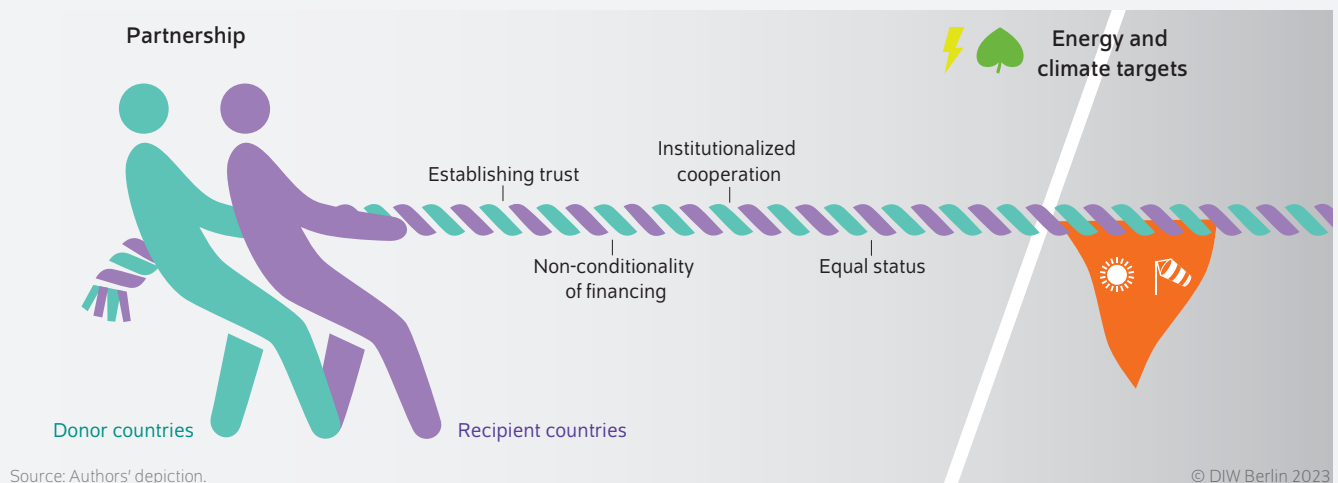 Partnership
Energy and
climate targets
Institutionalized
cooperation
Establishing trust
Non-conditionality
of financing
Equal status
Donor countries
Recipient countries
Source: Authors' depiction.
© DIW Berlin 2023